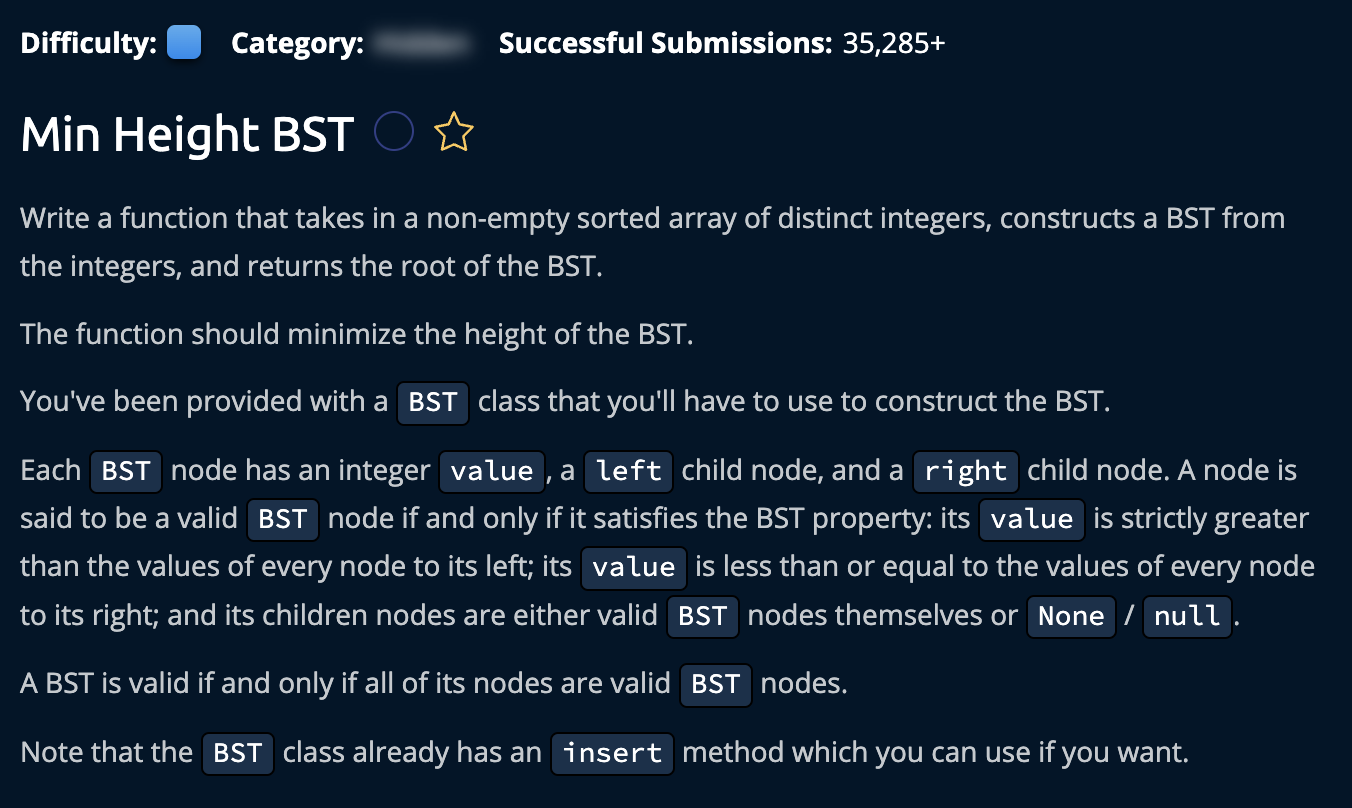 Difficulty: Category: Successful Submissions: 35,285+
Min Height BST
Write a function that takes in a non-empty sorted array of distinct integers, constructs a BST from
the integers, and returns the root of the BST.
The function should minimize the height of the BST.
You've been provided with a BST class that you'll have to use to construct the BST.
Each BST node has an integer value, a left child node, and a right child node. A node is
said to be a valid BST node if and only if it satisfies the BST property: its value is strictly greater
than the values of every node to its left; its value is less than or equal to the values of every node
to its right; and its children nodes are either valid BST nodes themselves or None / null.
A BST is valid if and only if all of its nodes are valid BST nodes.
Note that the BST class already has an insert method which you can use if you want.